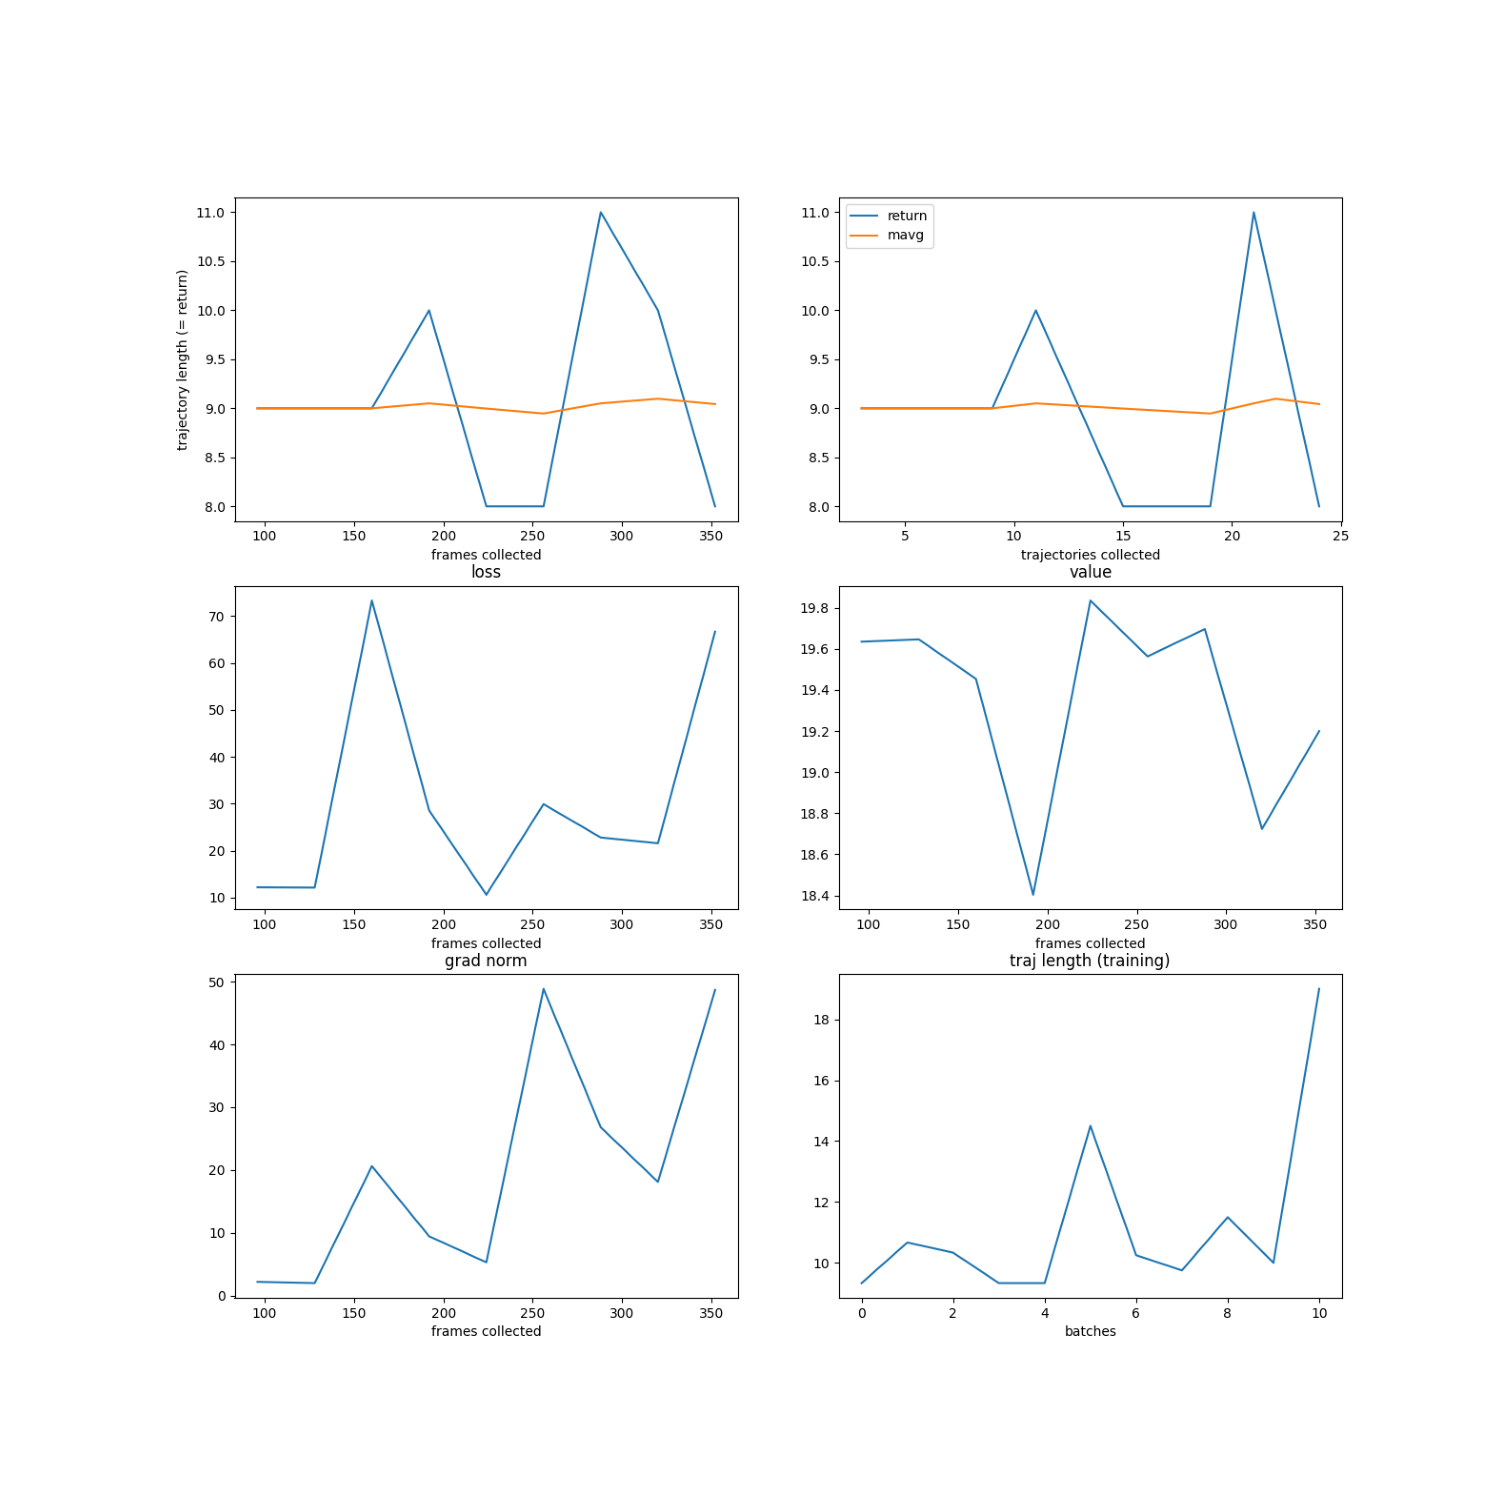 trajectory length (= return)
11.0
10.5
10.0
9.5
9.0
8.5
8.0
100 150 200 250 300 350
frames collected
return
mavg
11.0
10.5
10.0
9.5
9.0
8.5
8.0
5 10 15 20 25
trajectories collected
loss
70
60
50
40
30
20
10
100 150 200 250 300 350
frames collected
value
19.8
19.6
19.4
19.2
19.0
18.8
18.6
18.4
100 150 200 250 300 350
frames collected
grad norm
50
40
30
20
10
0
100 150 200 250 300 350
frames collected
traj length (training)
18
16
14
12
10
0 2 4 6 8 10
batches